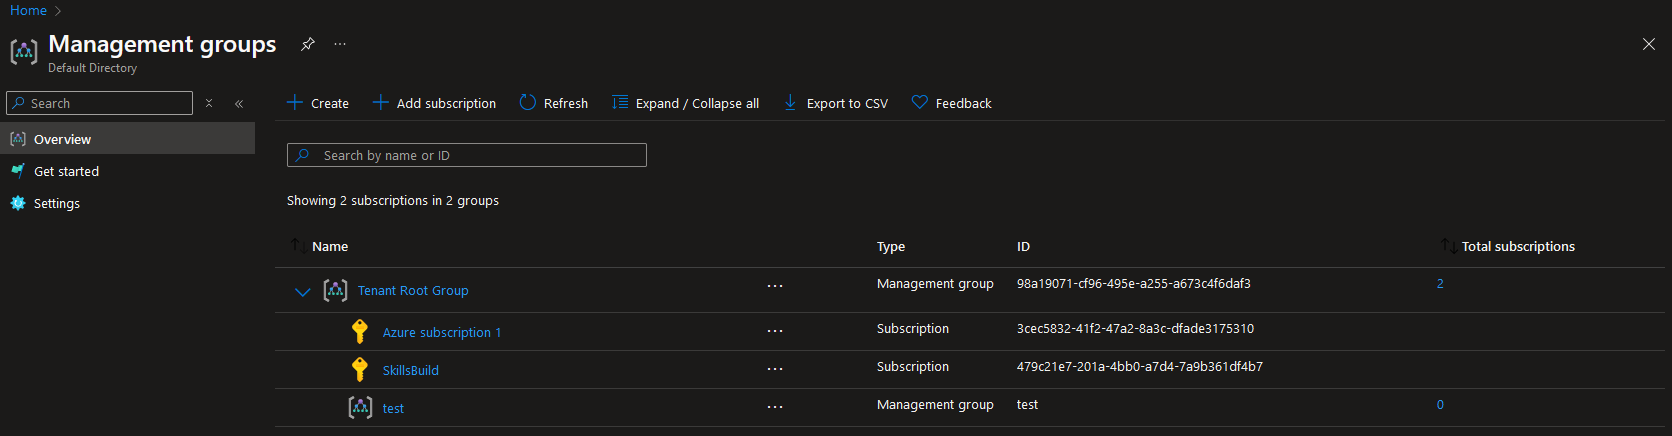 Home
Management groups
Default Directory
Search
Overview
Get started
Settings
Create Add subscription Refresh Expand / Collapse all Export to CSV Feedback
Search by name or ID
Showing 2 subscriptions in 2 groups
Name Type ID Total subscriptions
Tenant Root Group ... Management group 98a19071-cf96-495e-a255-a673c4f6daf3 2
Azure subscription 1 ... Subscription 3cec5832-41f2-47a2-8a3c-dfade3175310
SkillsBuild ... Subscription 479c21e7-201a-4bb0-a7d4-7a9b361df4b7
test ... Management group test 0